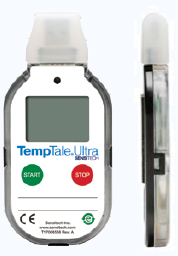 TempTale Ultra
SENSITECH
START STOP
CE
Sensitech Inc.
www.sensitech.com